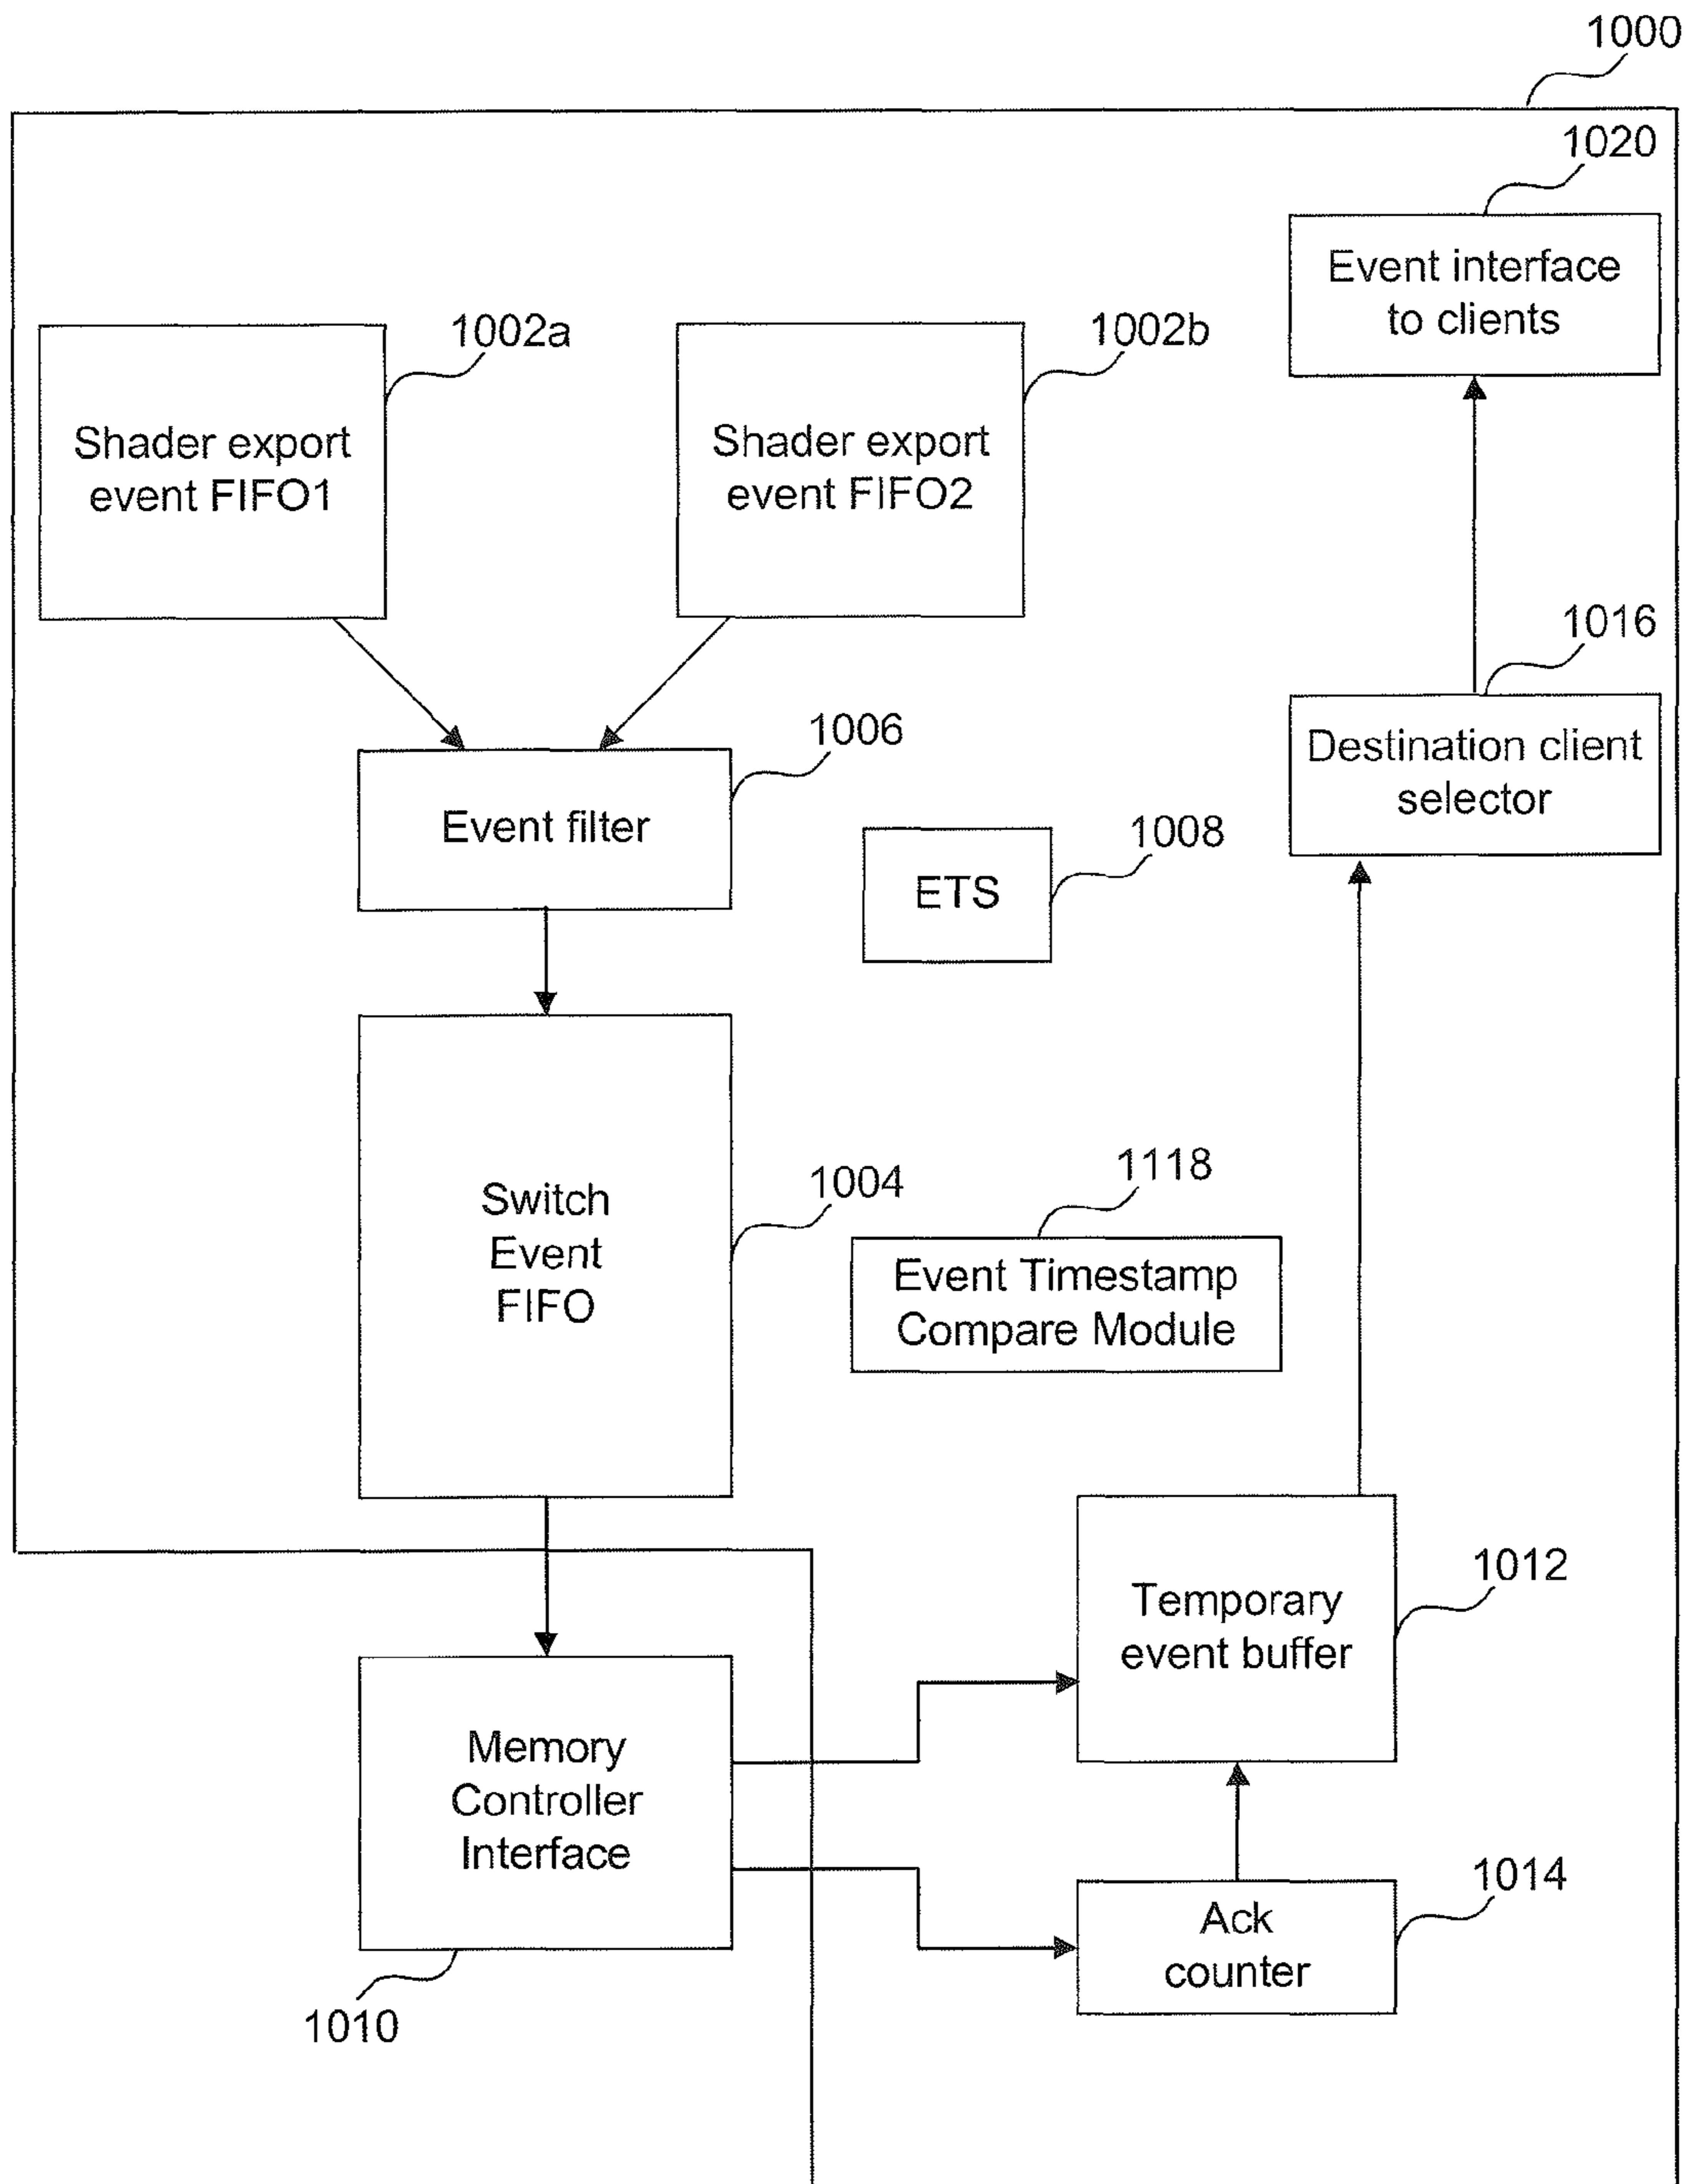 1000
1020
Event interface
to clients
1002a
1002b
Shader export
event FIFO1
Shader export
event FIFO2
1016
Destination client
selector
1006
Event filter
1008
ETS
1118
Event Timestamp
Compare Module
1004
Switch
Event
FIFO
1012
Temporary
event buffer
Memory
Controller
Interface
1014
Ack
counter
1010